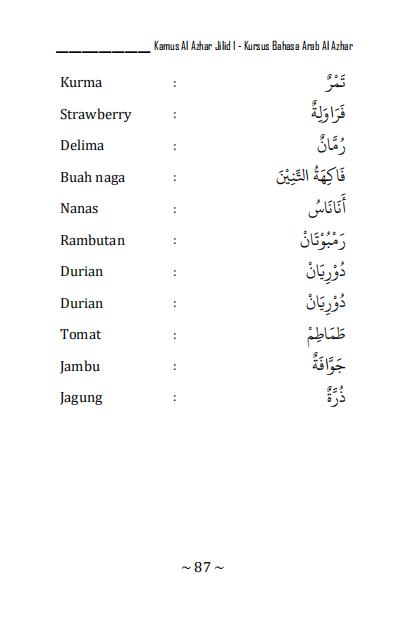 Kamus Al Azhar Jilid I - Kursus Bahasa Arab Al Azhar
Kurma : تَمْرٌ
Strawberry : فَرَاوَلِةٌ
Delima : رُمَّانٌ
Buah naga : فَاكِهَةُ التَّنِيْنَ
Nanas : أَنَانَاسُ
Rambutan : رَمْبُوْتَانْ
Durian : دُوْرِيَانْ
Durian : دُوْرِيَانْ
Tomat : طَمَاطِمْ
Jambu : جَوَّافَةٌ
Jagung : ذُرَّةٌ
~ 87 ~